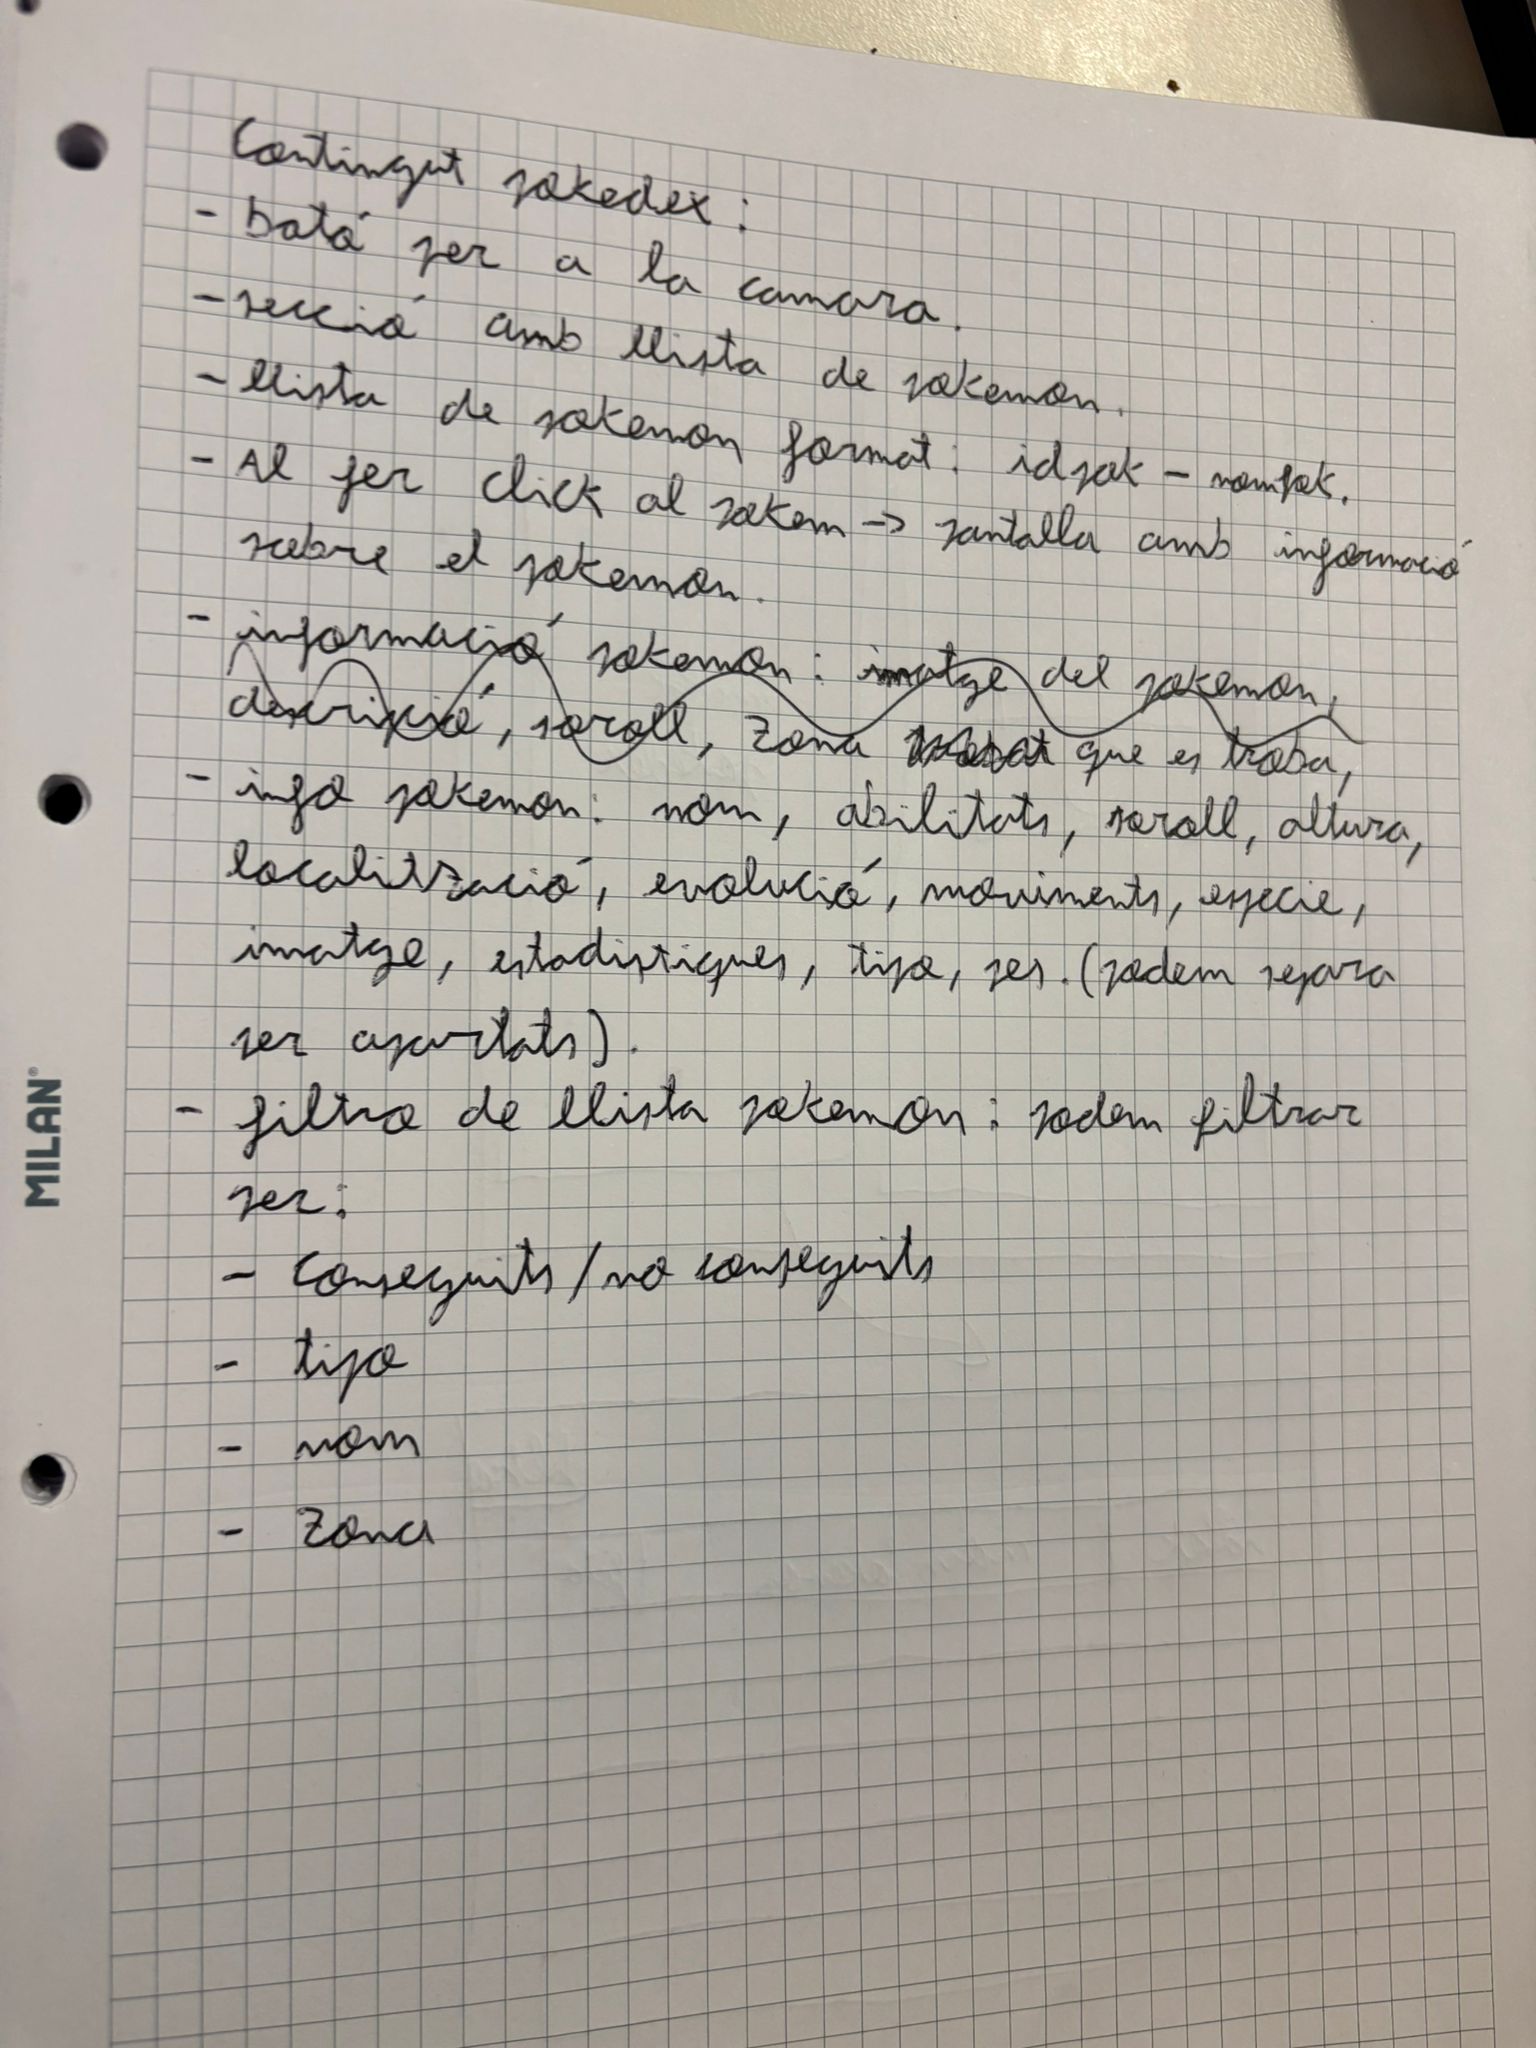 Contingut pokedex:
- botó per a la camara.
- secció amb llista de pokemon.
- llista de pokemon format: idpok - nompok.
- Al fer click al pokem -> pantalla amb informació
sobre el pokemon.
- informació pokemon: imatge del pokemon,
descripció, soroll, zona que es troba,
- info pokemon: nom, abilitats, soroll, altura,
localització, evolució, moviments, especie,
imatge, estadistiques, tipo, pes. (podem separa
per apartats).
- filtro de llista pokemon: podem filtrar
per:
- Conseguits / no conseguits
- tipo
- nom
- Zona
MILAN®